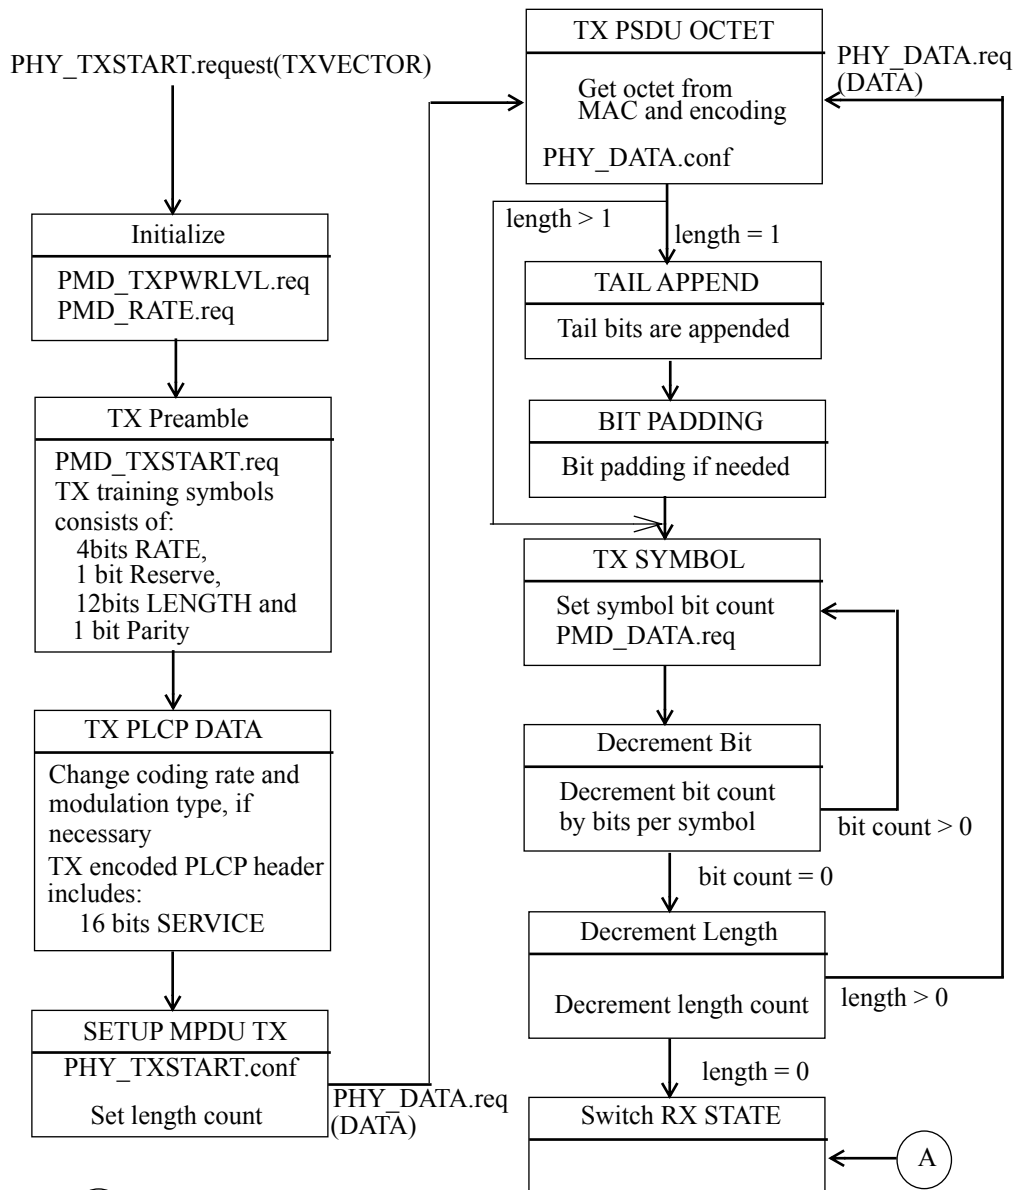 PHY_TXSTART.request(TXVECTOR)
Initialize
PMD_TXPWRLVL.req
PMD_RATE.req
TX Preamble
PMD_TXSTART.req
TX training symbols
consists of:
4bits RATE,
1 bit Reserve,
12bits LENGTH and
1 bit Parity
TX PLCP DATA
Change coding rate and
modulation type, if
necessary
TX encoded PLCP header
includes:
16 bits SERVICE
SETUP MPDU TX
PHY_TXSTART.conf
Set length count
PHY_DATA.req
(DATA)
TX PSDU OCTET
Get octet from
MAC and encoding
PHY_DATA.conf
PHY_DATA.req
(DATA)
length > 1
length = 1
TAIL APPEND
Tail bits are appended
BIT PADDING
Bit padding if needed
TX SYMBOL
Set symbol bit count
PMD_DATA.req
Decrement Bit
Decrement bit count
by bits per symbol
bit count > 0
bit count = 0
Decrement Length
Decrement length count
length > 0
length = 0
Switch RX STATE
A